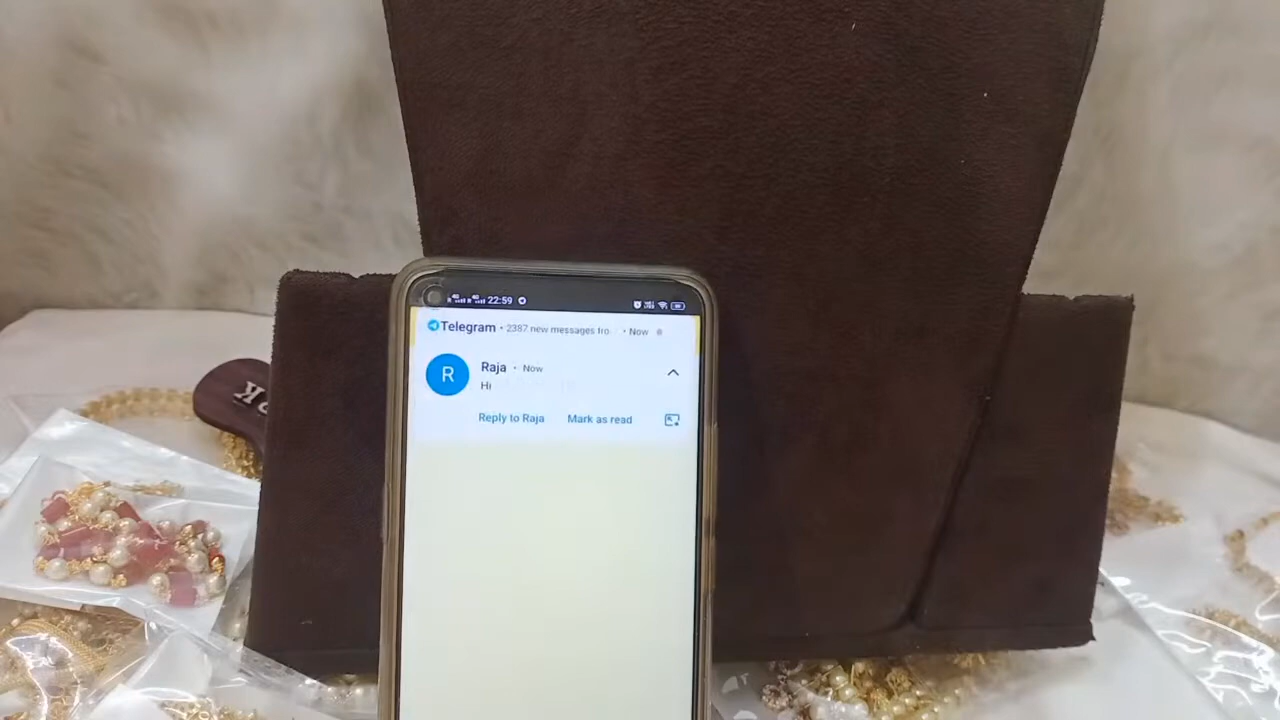 22:59
Telegram • 2387 new messages fro • Now
Raja • Now
Hi
Reply to Raja Mark as read